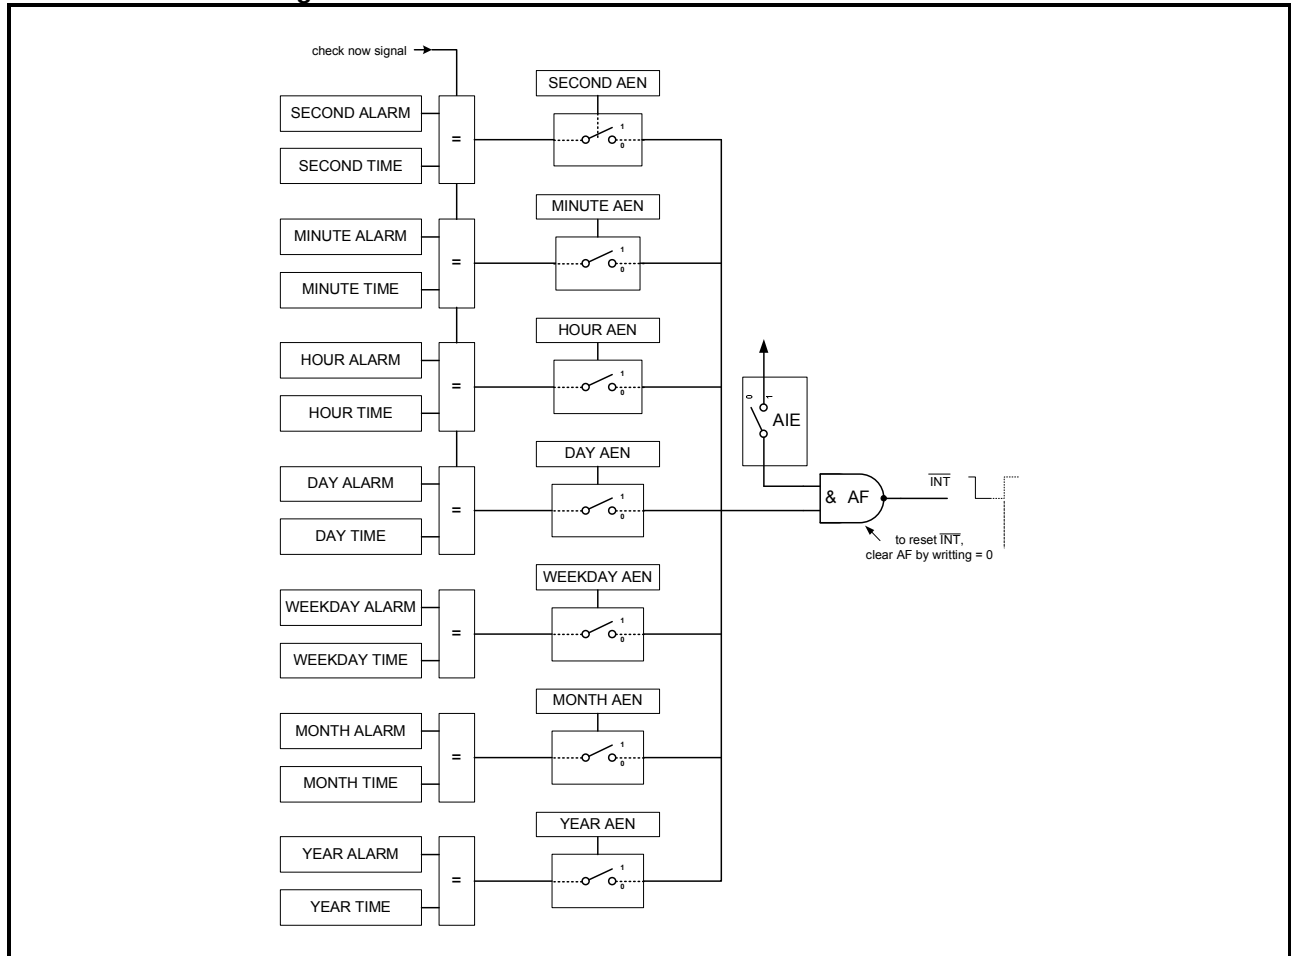 check now signal
SECOND ALARM
SECOND TIME
=
SECOND AEN
1
0
MINUTE ALARM
MINUTE TIME
=
MINUTE AEN
1
0
HOUR ALARM
HOUR TIME
=
HOUR AEN
1
0
DAY ALARM
DAY TIME
=
DAY AEN
1
0
WEEKDAY ALARM
WEEKDAY TIME
=
WEEKDAY AEN
1
0
MONTH ALARM
MONTH TIME
=
MONTH AEN
1
0
YEAR ALARM
YEAR TIME
=
YEAR AEN
1
0
0 1
AIE
& AF
INT
to reset INT,
clear AF by writting = 0